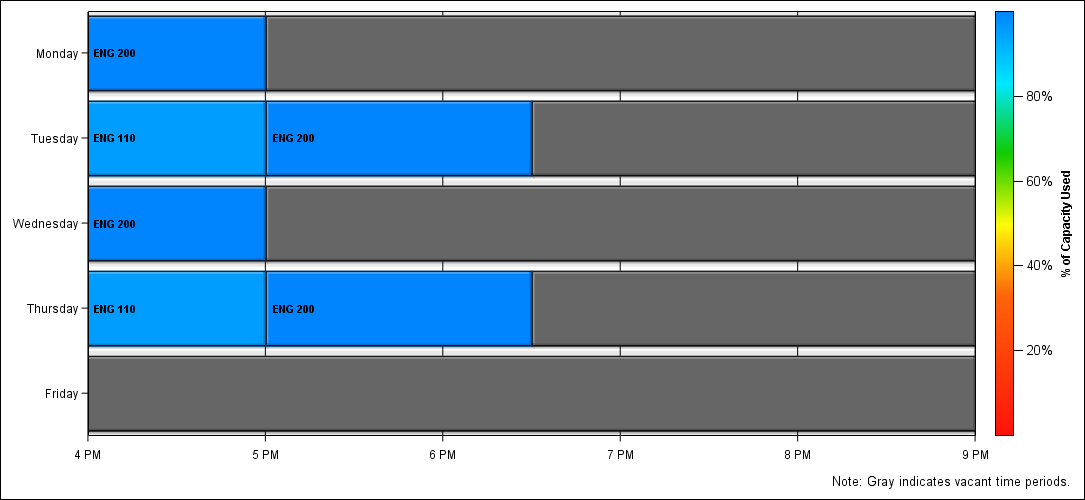 Monday
ENG 200
Tuesday
ENG 110
ENG 200
Wednesday
ENG 200
Thursday
ENG 110
ENG 200
Friday
4 PM
5 PM
6 PM
7 PM
8 PM
9 PM
80%
60%
40%
20%
% of Capacity Used
Note: Gray indicates vacant time periods.